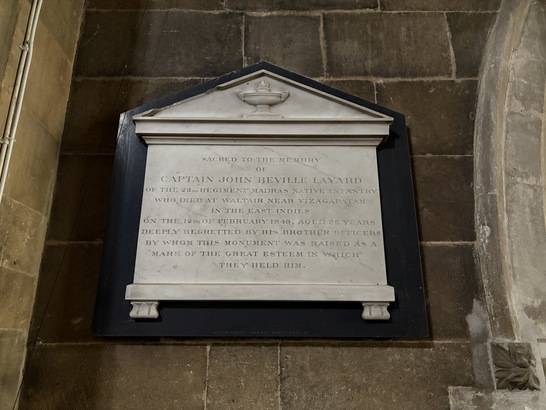 SACRED TO THE MEMORY
OF
CAPTAIN JOHN BEVILLE LAYARD
OF THE 29TH REGIMENT MADRAS NATIVE INFANTRY
WHO DIED AT WALTAIR NEAR VIZAGAPATAM
IN THE EAST INDIES
ON THE 12TH OF FEBRUARY 1846, AGED YEARS
DEEPLY REGRETTED BY HIS BROTHER OFFICERS
BY WHOM THIS MONUMENT WAS RAISED AS A
"MARK OF THE GREAT ESTEEM IN WHICH"
THEY HELD HIM.